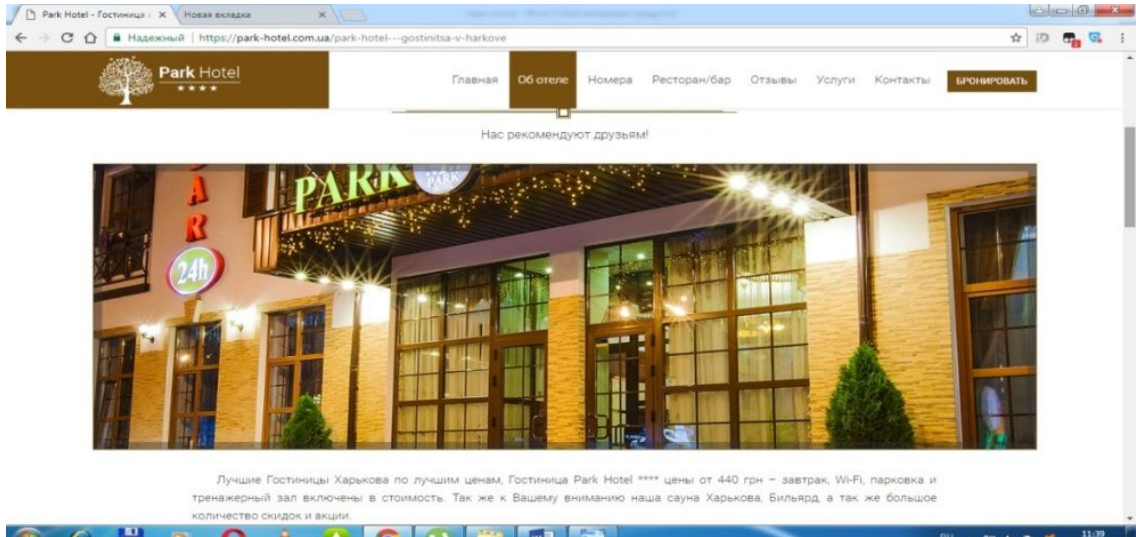 Park Hotel - Гостиница
Новая вкладка
Надежный | https://park-hotel.com.ua/park-hotel---gostinitsa-v-harkove
Park Hotel
★★★★
Главная Об отеле Номера Ресторан/бар Отзывы Услуги Контакты БРОНИРОВАТЬ
Нас рекомендуют друзьям!
PARK
PARK
AR
24h
Лучшие Гостиницы Харькова по лучшим ценам, Гостиница Park Hotel **** цены от 440 грн – завтрак, Wi-Fi, парковка и
тренажерный зал включены в стоимость. Так же к Вашему вниманию наша сауна Харькова, Бильярд, а так же большое
количество скидок и акции.
11:39